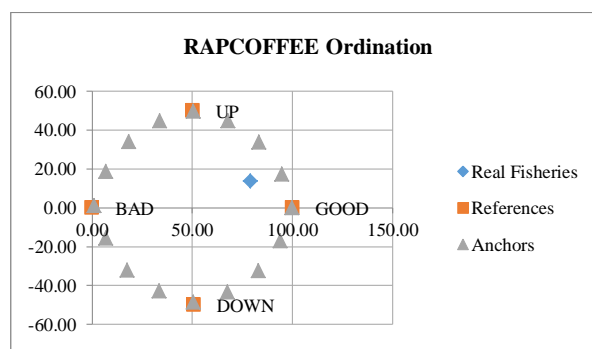 RAPCOFFEE Ordination
60.00
UP
40.00
20.00
Real Fisheries
0.00
BAD
GOOD
References
0.00 50.00 100.00 150.00
Anchors
-20.00
-40.00
DOWN
-60.00